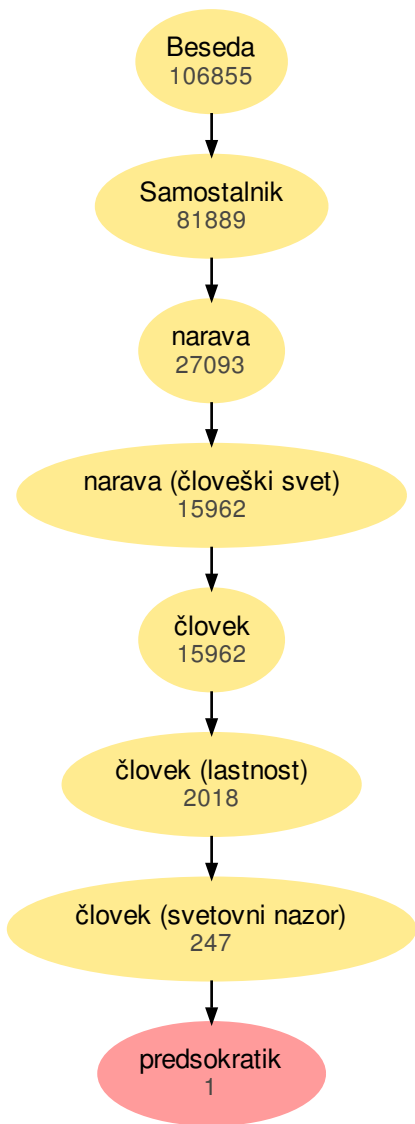 Beseda
106855
Samostalnik
81889
narava
27093
narava (človeški svet)
15962
človek
15962
človek (lastnost)
2018
človek (svetovni nazor)
247
predsokratik
1